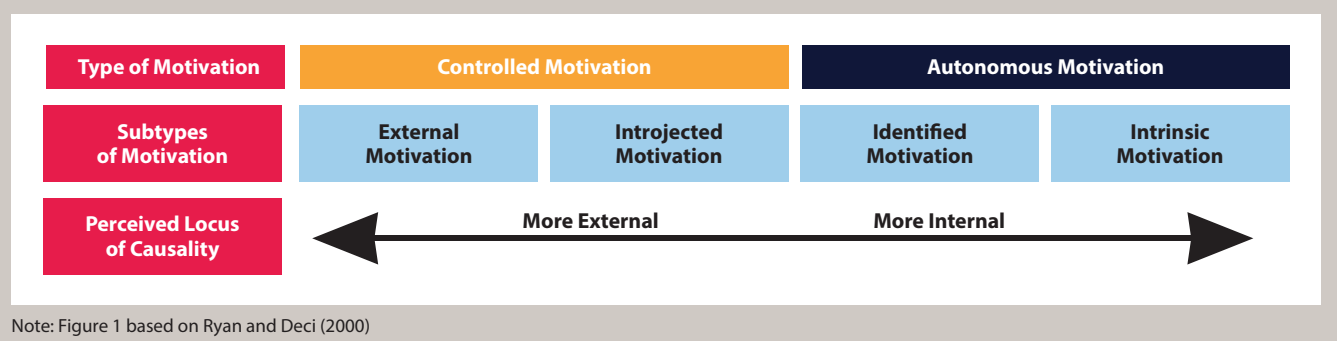 Type of Motivation
Controlled Motivation
Autonomous Motivation
Subtypes
of Motivation
External
Motivation
Introjected
Motivation
Identified
Motivation
Intrinsic
Motivation
Perceived Locus
of Causality
More External
More Internal
Note: Figure 1 based on Ryan and Deci (2000)